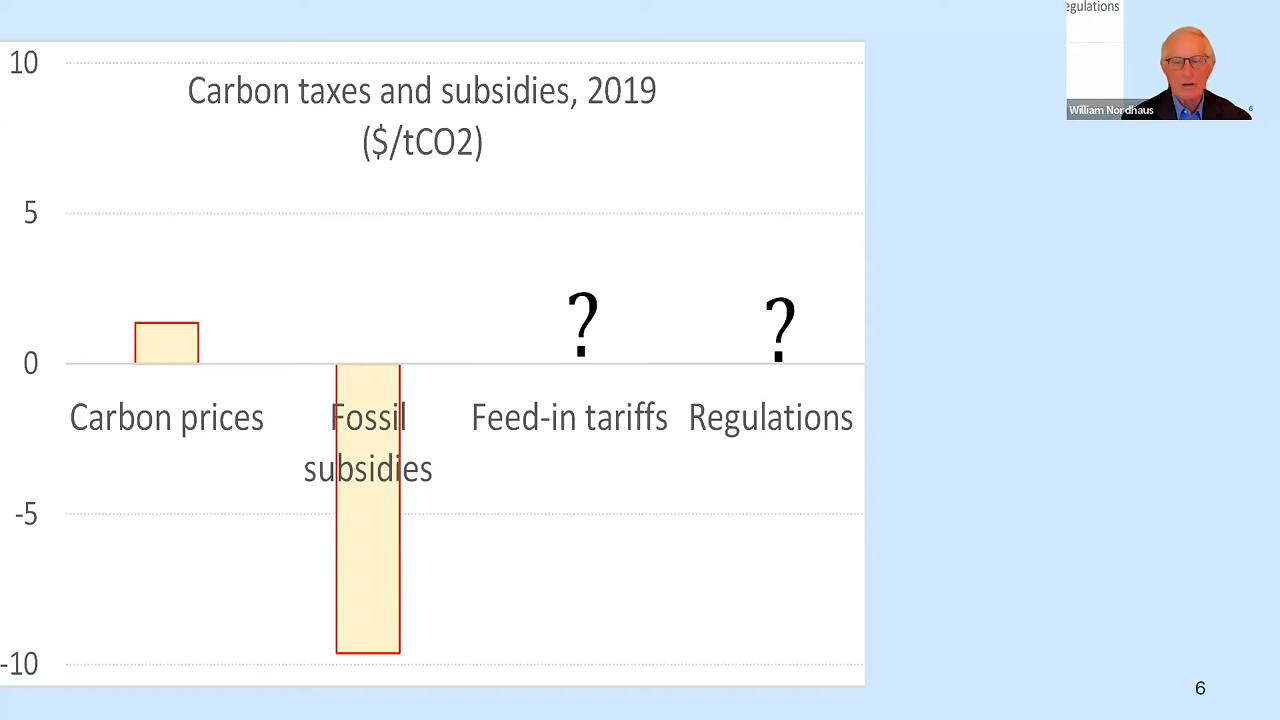 egulations
William Nordhaus
6
Carbon taxes and subsidies, 2019
($/tCO2)
10
5
0
-5
-10
?
?
Carbon prices
Fossil
subsidies
Feed-in tariffs
Regulations
6